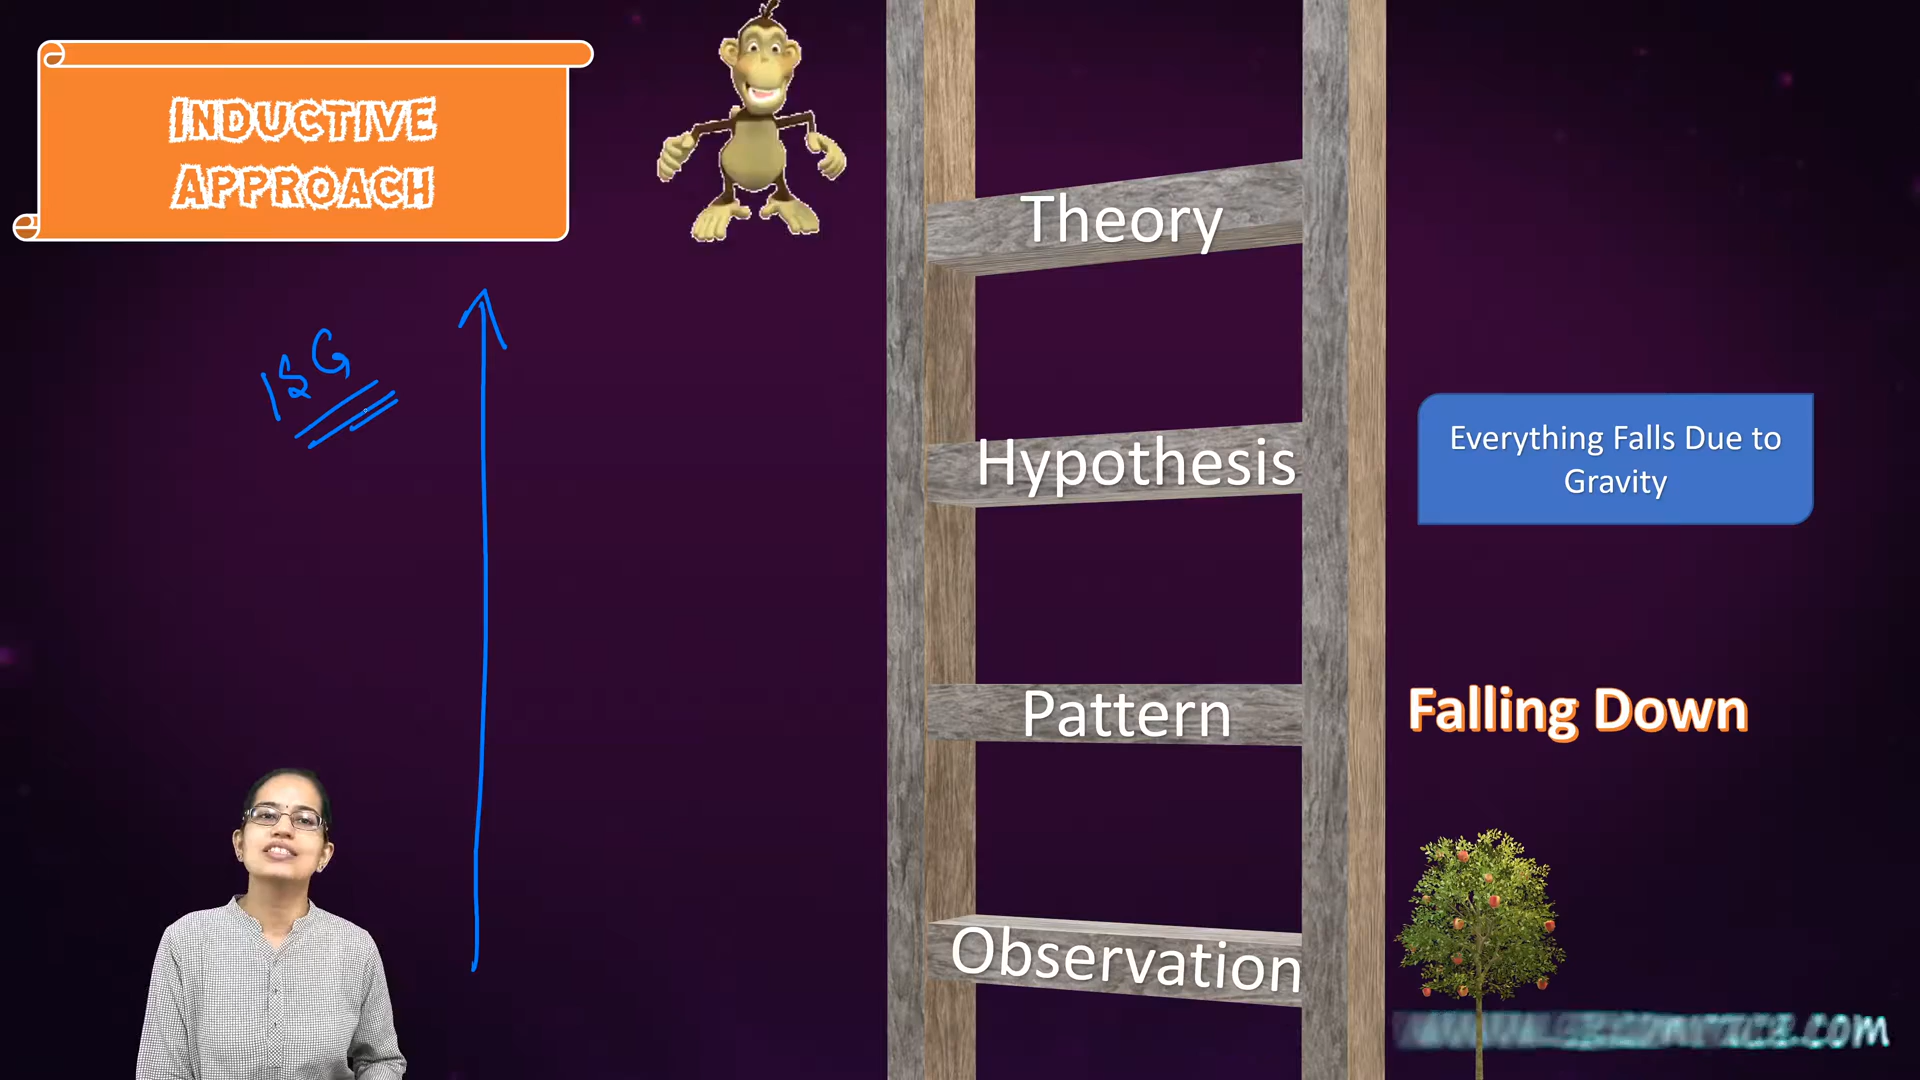 INDUCTIVE
APPROACH
Theory
ISG
Hypothesis
Everything Falls Due to
Gravity
Pattern
Falling Down
Observation